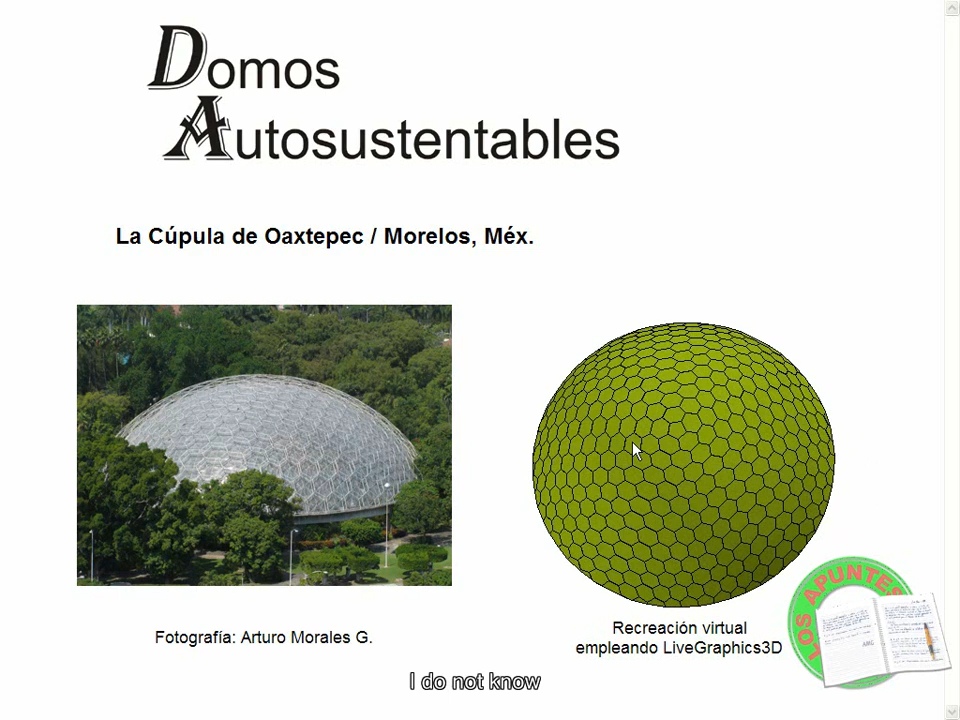 Domos
Autosustentables
La Cúpula de Oaxtepec / Morelos, Méx.
Fotografía: Arturo Morales G.
Recreación virtual
empleando LiveGraphics3D
LOS APUNTES
I do not know